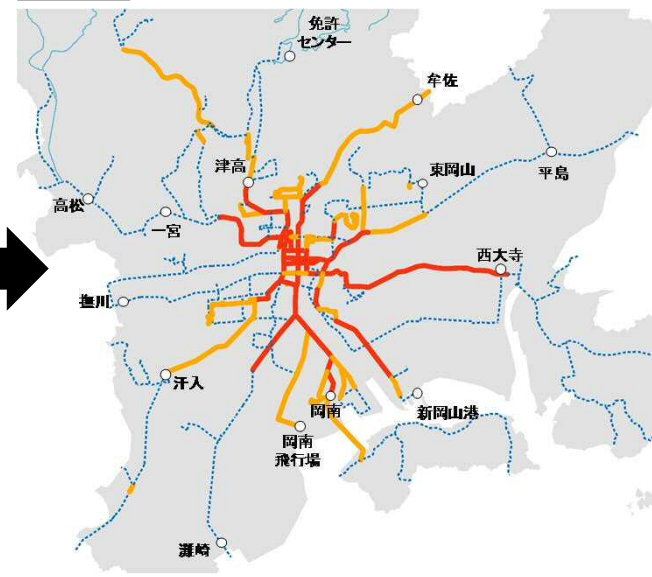 免許
センター
牟佐
津高
東岡山
平島
高松
一宮
西大寺
撫川
汗入
岡南
新岡山港
岡南
飛行場
灘崎